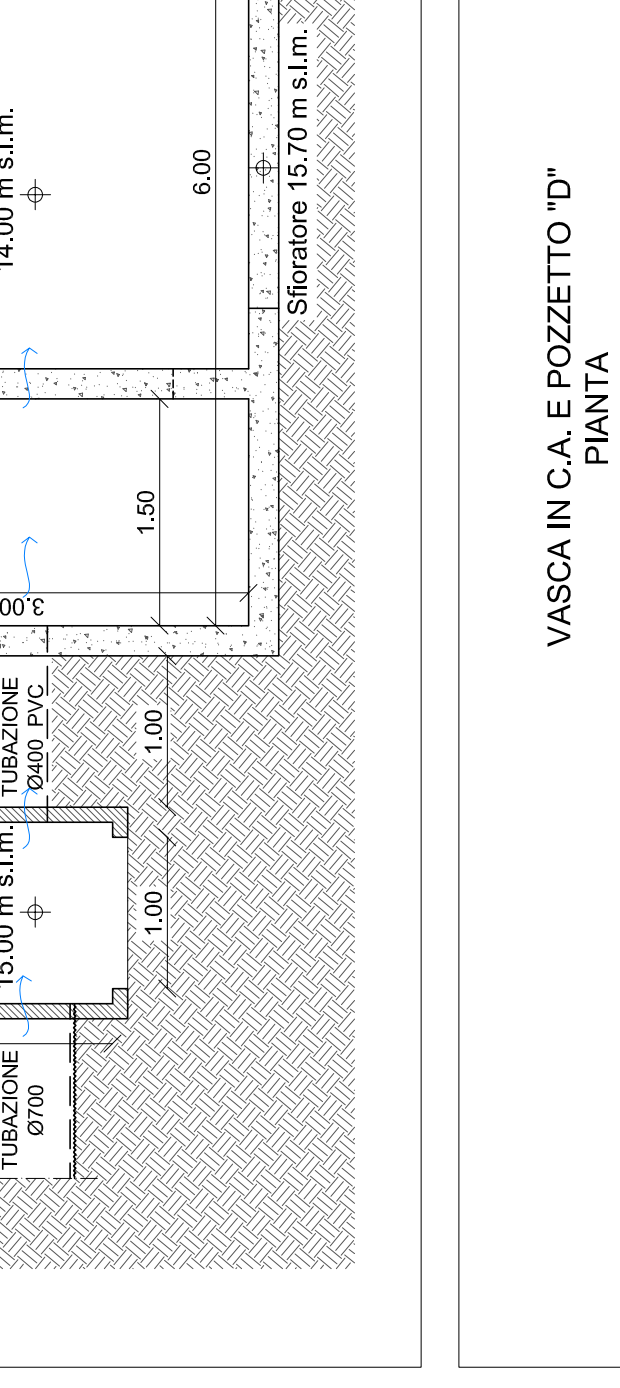 14.00 m s.l.m.
6.00
Sfioratore 15.70 m s.l.m.
1.50
3.00
TUBAZIONE
Ø400 PVC
1.00
15.00 m s.l.m.
1.00
TUBAZIONE
Ø700
VASCA IN C.A. E POZZETTO "D"
PIANTA